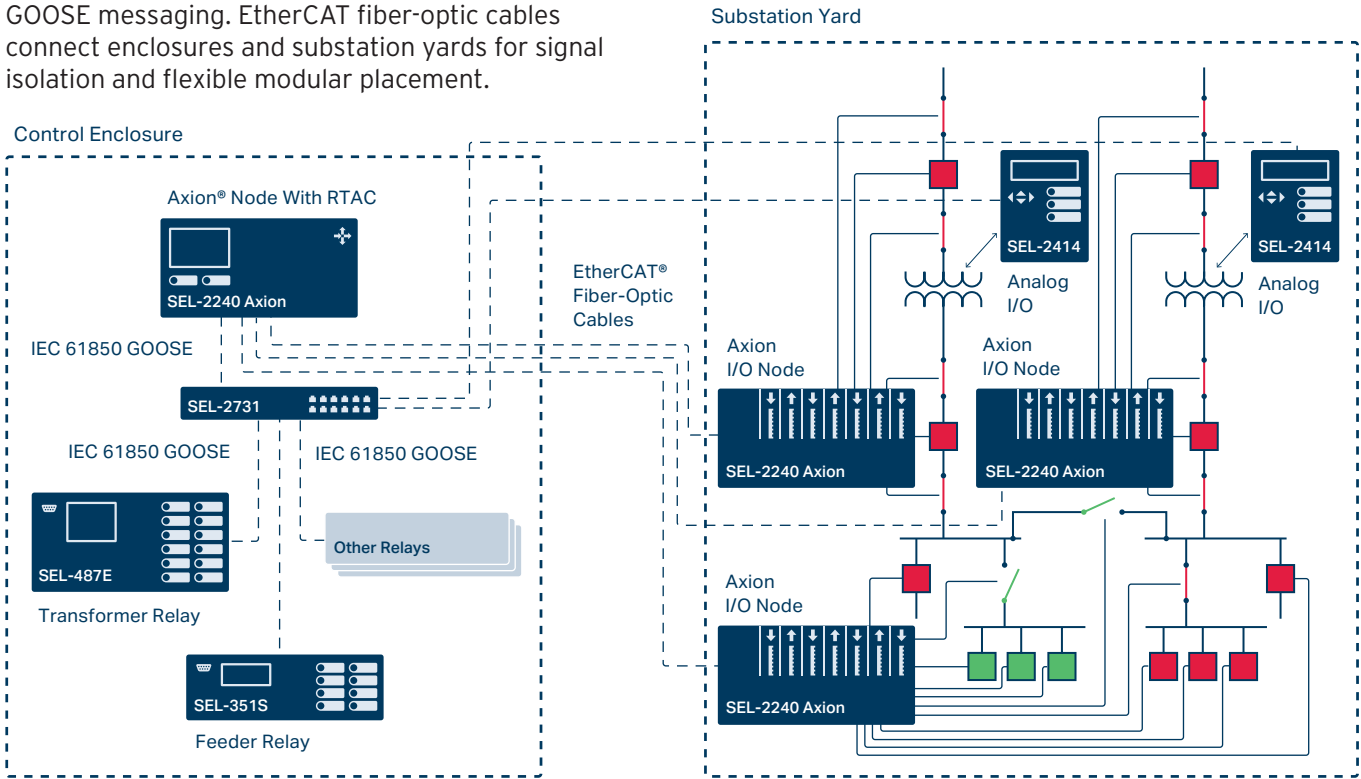 GOOSE messaging. EtherCAT fiber-optic cables
connect enclosures and substation yards for signal
isolation and flexible modular placement.
Substation Yard
Control Enclosure
Axion® Node With RTAC
SEL-2240 Axion
IEC 61850 GOOSE
SEL-2731
IEC 61850 GOOSE
IEC 61850 GOOSE
SEL-487E
Transformer Relay
Other Relays
SEL-351S
Feeder Relay
EtherCAT®
Fiber-Optic
Cables
SEL-2414
Analog
I/O
SEL-2414
Analog
I/O
Axion
I/O Node
SEL-2240 Axion
Axion
I/O Node
SEL-2240 Axion
Axion
I/O Node
SEL-2240 Axion